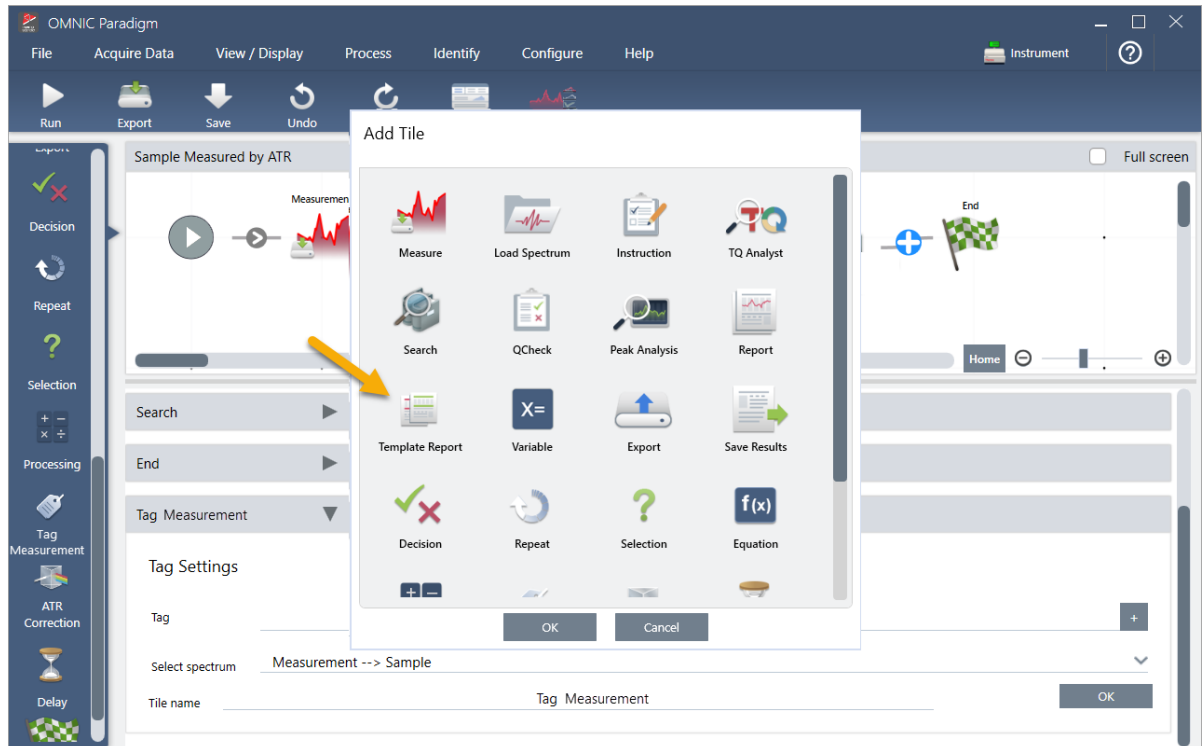 OMNIC Paradigm
File Acquire Data View / Display Process Identify Configure Help Instrument
Run Export Save Undo
Add Tile
Export
Decision
Repeat
Selection
+ −
× ÷
Processing
Tag
Measurement
ATR
Correction
Delay
Sample Measured by ATR
Full screen
Measuremen
End
Home
Measure Load Spectrum Instruction TQ Analyst
Search QCheck Peak Analysis Report
X=
Template Report Variable Export Save Results
f(x)
Decision Repeat Selection Equation
+ −
OK Cancel
Search
End
Tag Measurement
Tag Settings
Tag +
Select spectrum Measurement --> Sample
Tile name Tag Measurement OK